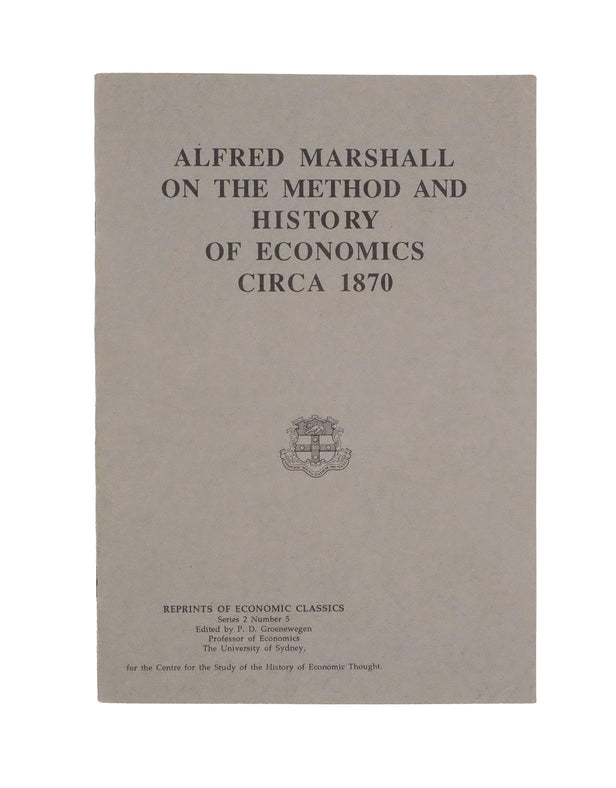 ALFRED MARSHALL
ON THE METHOD AND
HISTORY
OF ECONOMICS
CIRCA 1870
REPRINTS OF ECONOMIC CLASSICS
Series 2 Number 5
Edited by P. D. Groenewegen
Professor of Economics
The University of Sydney,
for the Centre for the Study of the History of Economic Thought.